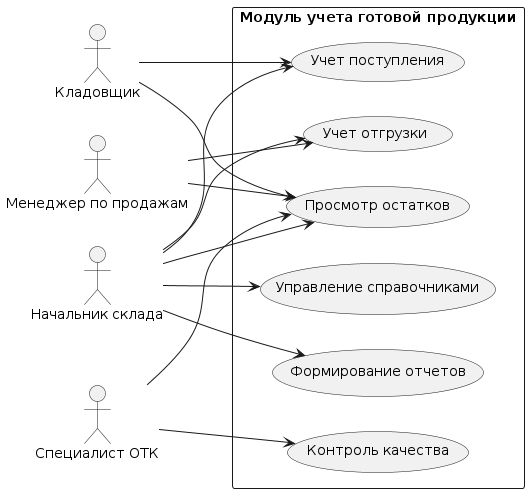 Модуль учета готовой продукции
Кладовщик
Учет поступления
Учет отгрузки
Менеджер по продажам
Просмотр остатков
Начальник склада
Управление справочниками
Формирование отчетов
Специалист ОТК
Контроль качества